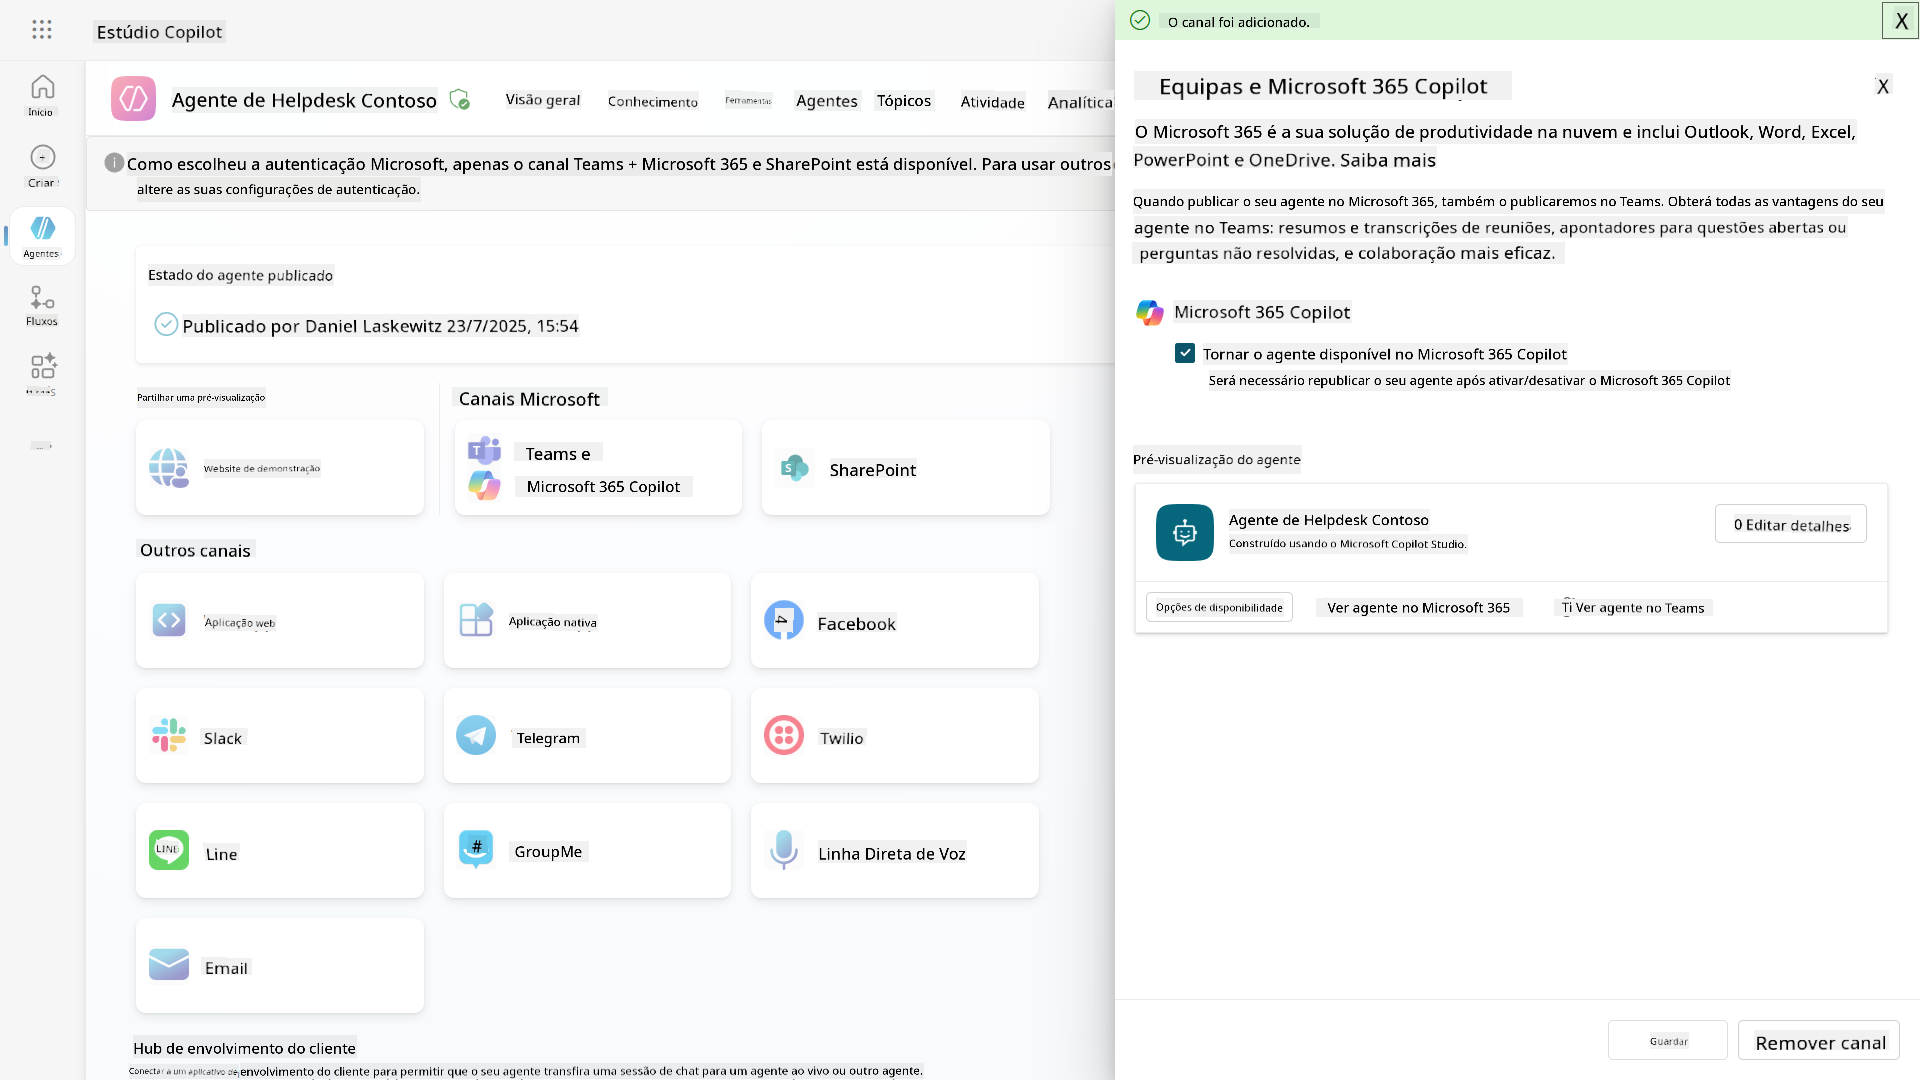 Estúdio Copilot
Início
Criar
Agentes
Fluxos
Agente de Helpdesk Contoso
Visão geral
Conhecimento
Ferramentas
Agentes
Tópicos
Atividade
Analítica
Como escolheu a autenticação Microsoft, apenas o canal Teams + Microsoft 365 e SharePoint está disponível. Para usar outros
altere as suas configurações de autenticação.
Estado do agente publicado
Publicado por Daniel Laskewitz 23/7/2025, 15:54
Partilhar uma pré-visualização
Website de demonstração
Canais Microsoft
Teams e
Microsoft 365 Copilot
SharePoint
Outros canais
Aplicação web
Aplicação nativa
Facebook
Slack
Telegram
Twilio
LINE
Line
#
GroupMe
Linha Direta de Voz
Email
Hub de envolvimento do cliente
Conectar a um aplicativo de envolvimento do cliente para permitir que o seu agente transfira uma sessão de chat para um agente ao vivo ou outro agente.
O canal foi adicionado.
X
Equipas e Microsoft 365 Copilot
X
O Microsoft 365 é a sua solução de produtividade na nuvem e inclui Outlook, Word, Excel,
PowerPoint e OneDrive. Saiba mais
Quando publicar o seu agente no Microsoft 365, também o publicaremos no Teams. Obterá todas as vantagens do seu
agente no Teams: resumos e transcrições de reuniões, apontadores para questões abertas ou
perguntas não resolvidas, e colaboração mais eficaz.
Microsoft 365 Copilot
Tornar o agente disponível no Microsoft 365 Copilot
Será necessário republicar o seu agente após ativar/desativar o Microsoft 365 Copilot
Pré-visualização do agente
Agente de Helpdesk Contoso
Construído usando o Microsoft Copilot Studio.
0 Editar detalhes
Opções de disponibilidade
Ver agente no Microsoft 365
Ti Ver agente no Teams
Guardar
Remover canal